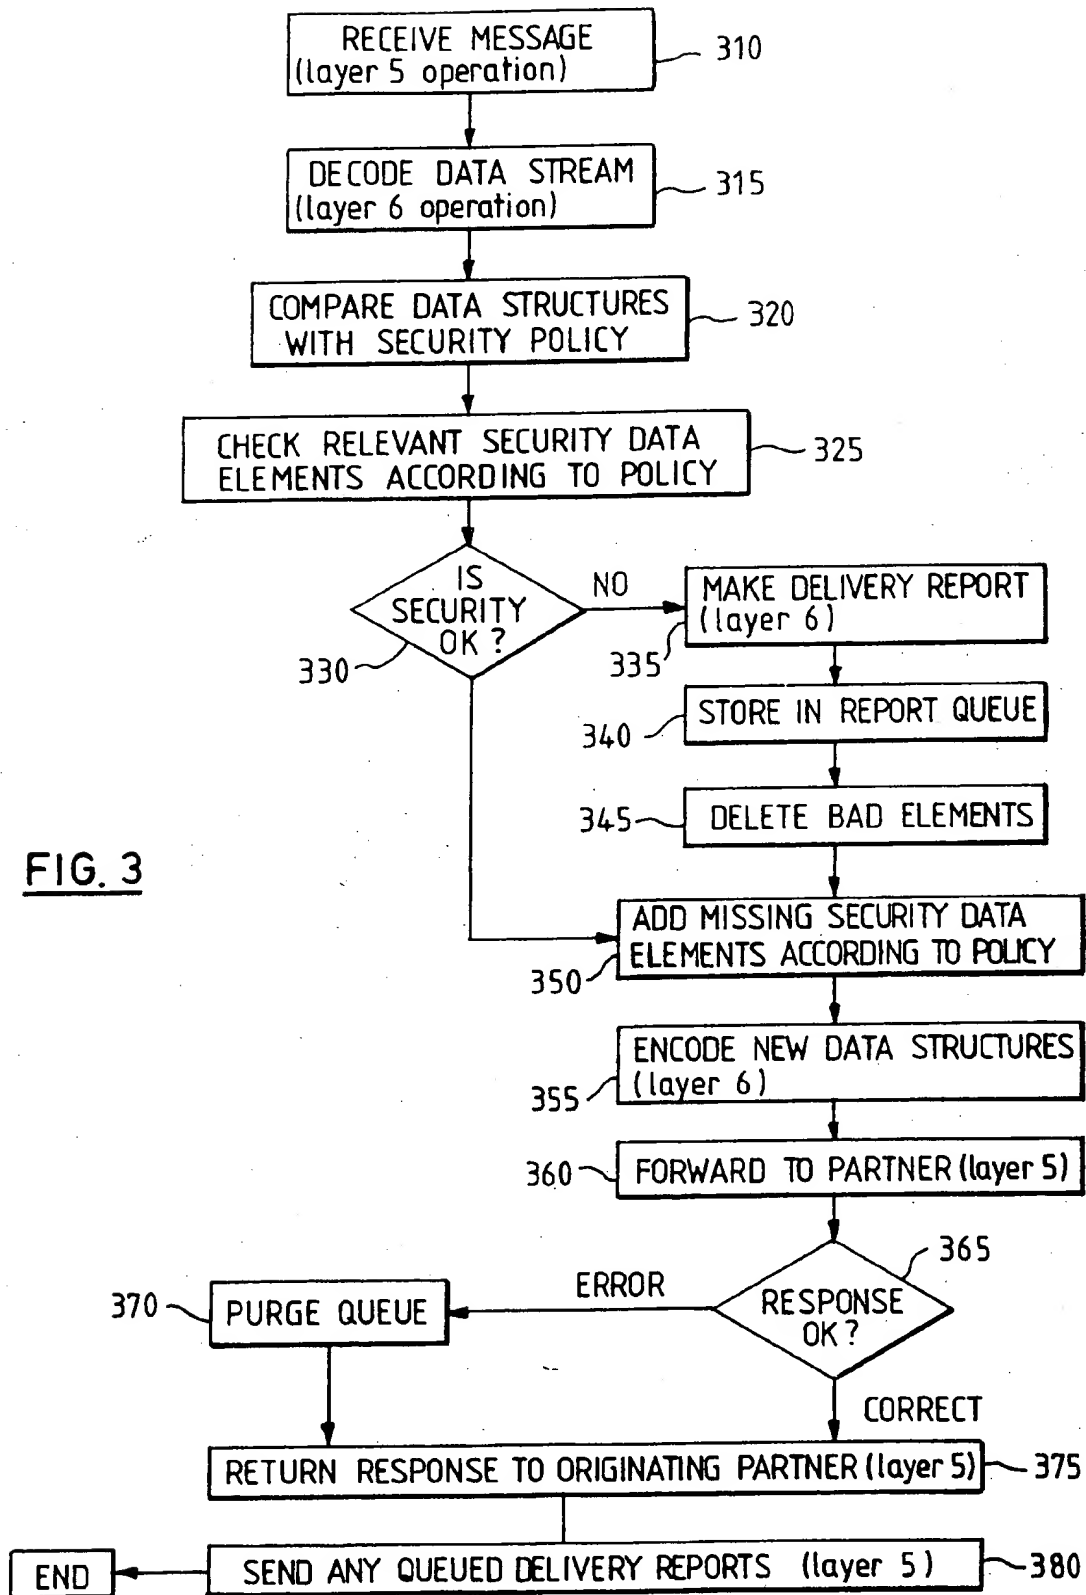 RECEIVE MESSAGE
(layer 5 operation)
310
DECODE DATA STREAM
(layer 6 operation)
315
COMPARE DATA STRUCTURES
WITH SECURITY POLICY
320
CHECK RELEVANT SECURITY DATA
ELEMENTS ACCORDING TO POLICY
325
IS
SECURITY
OK?
330
NO
MAKE DELIVERY REPORT
(layer 6)
335
STORE IN REPORT QUEUE
340
DELETE BAD ELEMENTS
345
FIG. 3
ADD MISSING SECURITY DATA
ELEMENTS ACCORDING TO POLICY
350
ENCODE NEW DATA STRUCTURES
(layer 6)
355
FORWARD TO PARTNER (layer 5)
360
365
RESPONSE
OK?
ERROR
370
PURGE QUEUE
CORRECT
RETURN RESPONSE TO ORIGINATING PARTNER (layer 5)
375
END
SEND ANY QUEUED DELIVERY REPORTS (layer 5)
380